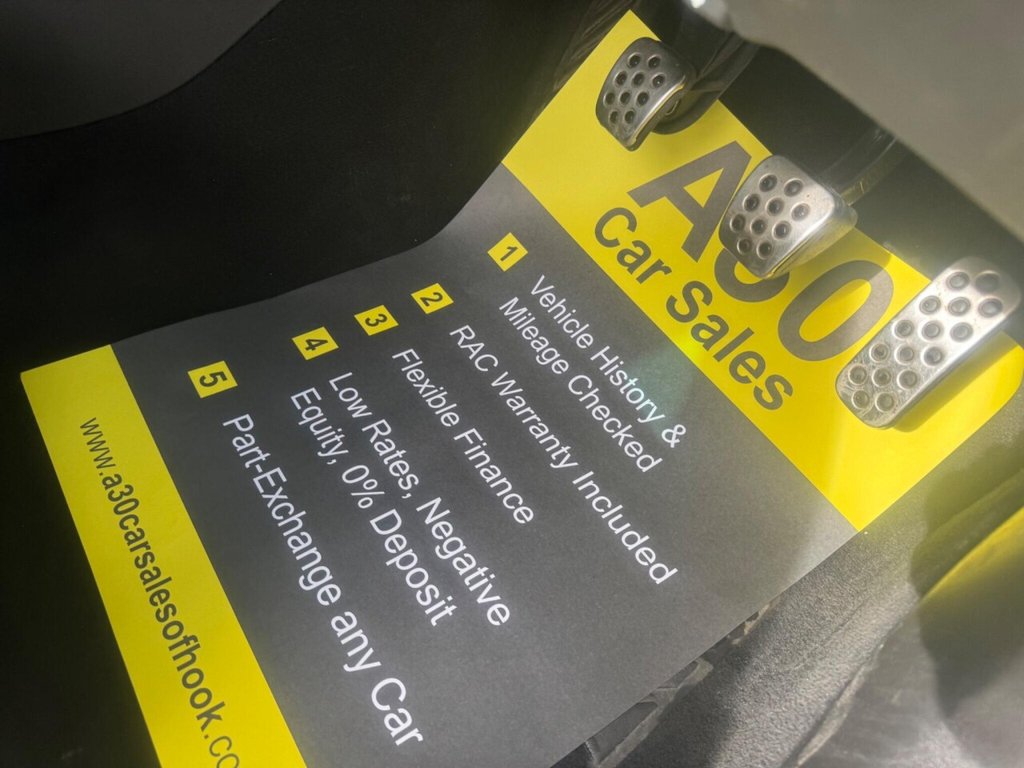 A30
Car Sales
1 Vehicle History &
Mileage Checked
2 RAC Warranty Included
3 Flexible Finance
4 Low Rates, Negative
Equity, 0% Deposit
5 Part-Exchange any Car
www.a30carsalesofhook.co